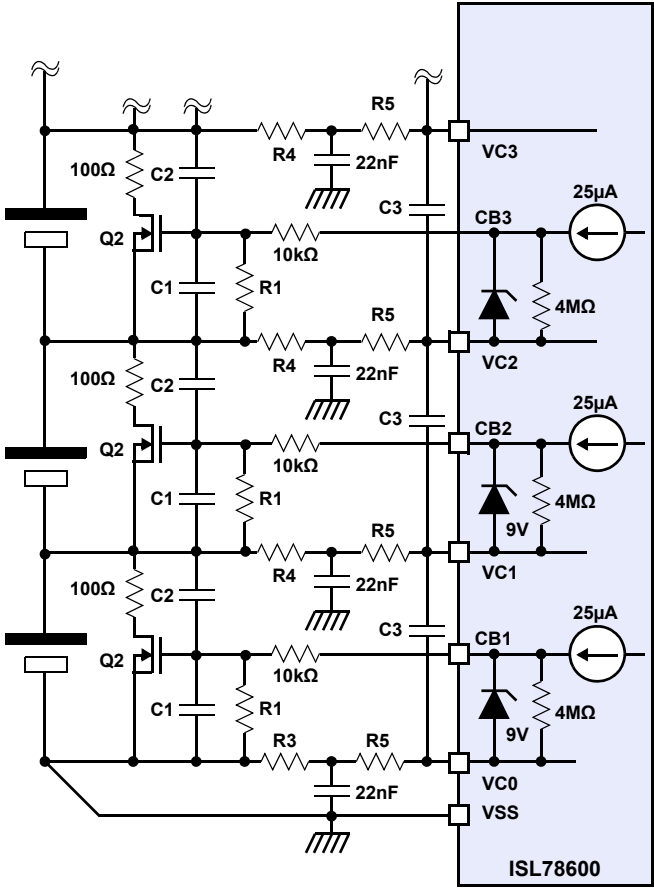 R5
VC3
100Ω
C2
R4
22nF
25µA
C3
CB3
Q2
10kΩ
C1
R1
4MΩ
R5
VC2
R4
22nF
100Ω
C2
25µA
C3
CB2
Q2
10kΩ
C1
R1
4MΩ
9V
R5
VC1
R4
22nF
100Ω
C2
25µA
C3
CB1
Q2
10kΩ
C1
R1
4MΩ
9V
R3
R5
VC0
22nF
VSS
ISL78600